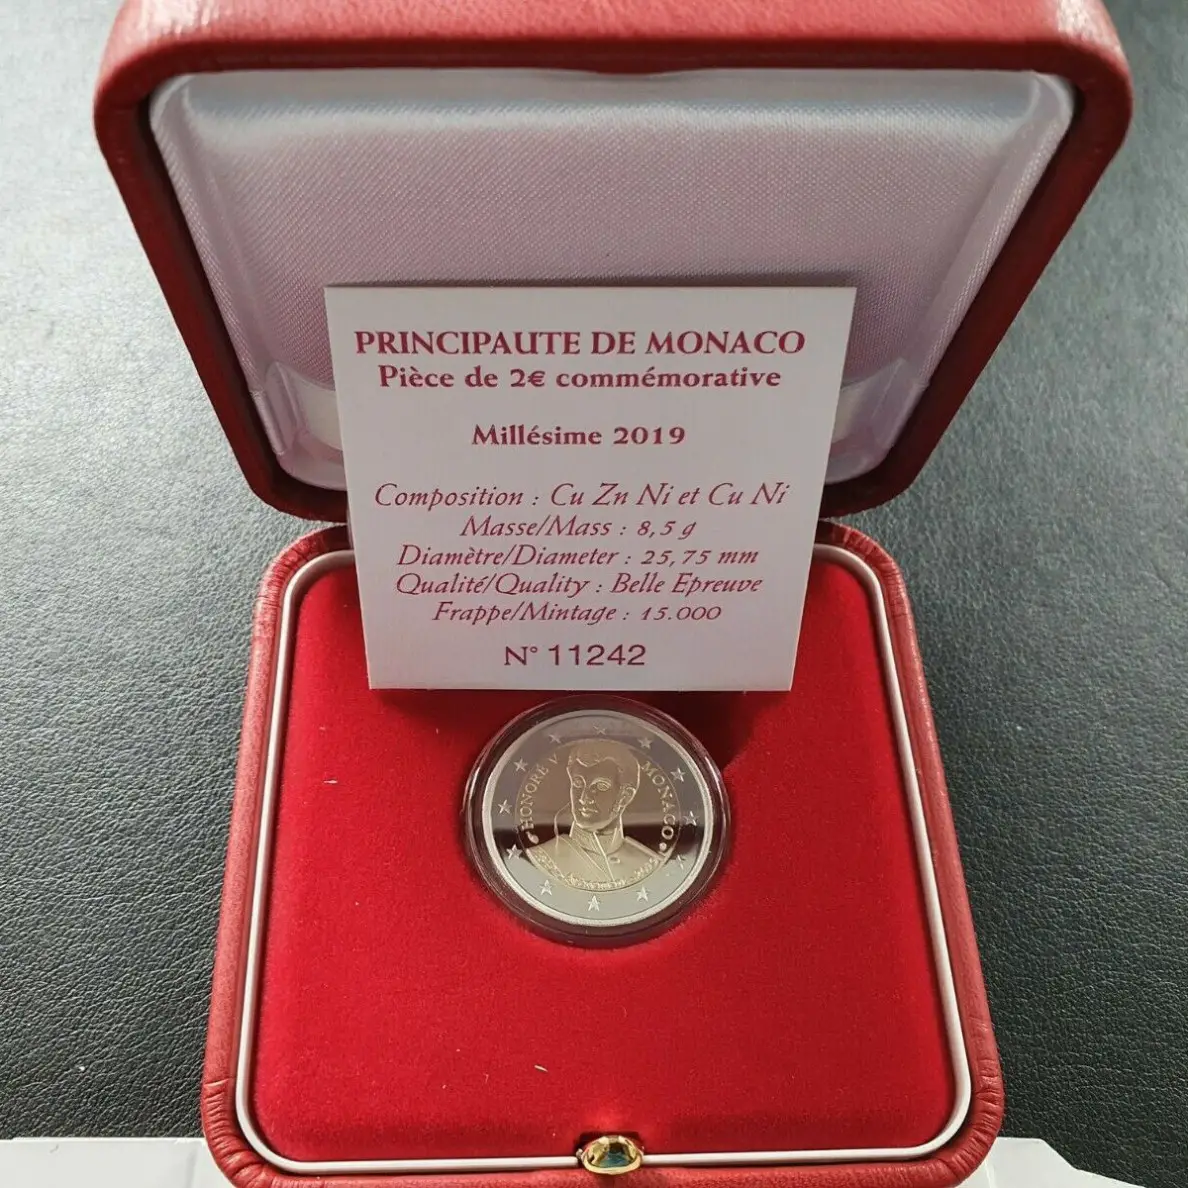 PRINCIPAUTE DE MONACO
Pièce de 2€ commémorative
Millésime 2019
Composition : Cu Zn Ni et Cu Ni
Masse/Mass : 8,5 g
Diamètre/Diameter : 25,75 mm
Qualité/Quality : Belle Epreuve
Frappe/Mintage : 15.000
N° 11242
HONORÉ V MONACO